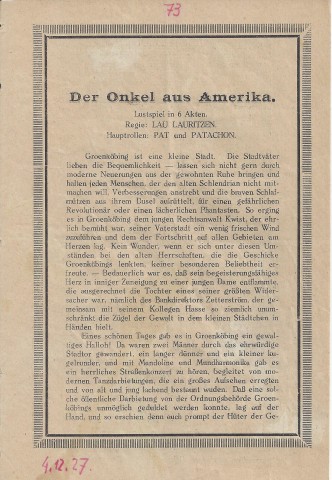 73
Der Onkel aus Amerika.
Lustspiel in 6 Akten.
Regie: LAU LAURITZEN.
Hauptrollen: PAT und PATACHON.
Groenköbing ist eine kleine Stadt. Die Stadtväter
lieben die Bequemlichkeit — lassen sich nicht gern durch
moderne Neuerungen aus der gewohnten Ruhe bringen und
halten jeden Menschen, der den alten Schlendrian nicht mit-
machen will, Verbesserungen anstrebt und die braven Schlaf-
mützen aus ihrem Dusel aufrüttelt, für einen gefährlichen
Revolutionär oder einen lächerlichen Phantasten. So erging
es in Groenköbing dem jungen Rechtsanwalt Kwist, der ehr-
lich bemüht war, seiner Vaterstadt ein wenig frischen Wind
zuzuführen und dem der Fortschritt auf allen Gebieten am
Herzen lag. Kein Wunder, wenn er sich unter diesen Um-
ständen bei den alten Herrschaften, die die Geschicke
Groenköbings lenkten, keiner besonderen Beliebtheit er-
freute. — Bedauerlich war es, daß sein begeisterungsfähiges
Herz in inniger Zuneigung zu einer jungen Dame entflammte,
die ausgerechnet die Tochter eines seiner größten Wider-
sacher war, nämlich des Bankdirektors Zetterström, der ge-
meinsam mit seinem Kollegen Hasse so ziemlich unum-
schränkt die Zügel der Gewalt in dem kleinen Städtchen in
Händen hielt.
Eines schönen Tages gab es in Groenköbing ein ge-
waltiges Hello! Da waren zwei Männer durch das ehrwürdige
Stadttor gewandert, ein langer dünner und ein kleiner ku-
gelrunder, und mit Mandoline und Mundharmonika gab es
ein herrliches Straßenkonzert zu hören, begleitet von mo-
dernen Tanzdarbietungen, die ein großes Aufsehen erregten
und von alt und jung lachend bestaunt wurden. Daß eine sol-
che öffentliche Darbietung von der Ordnungsbehörde Groen-
köbings unmöglich geduldet werden konnte, lag auf der
Hand, und so erschien denn auch prompt der Hüter der Ge-
4.12.27.